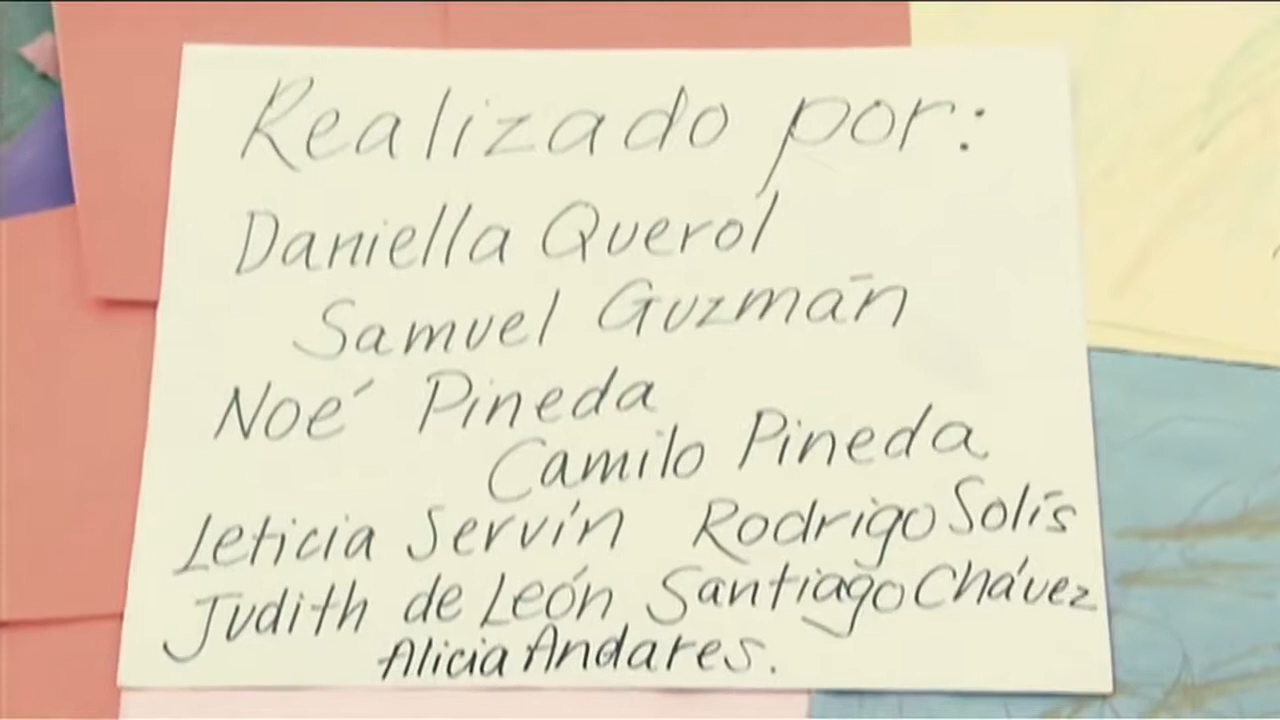 Realizado por:
Daniella Querol
Samuel Guzmán
Noé Pineda
Camilo Pineda
Leticia Servín Rodrigo Solís
Judith de León Santiago Chávez
Alicia Andares.